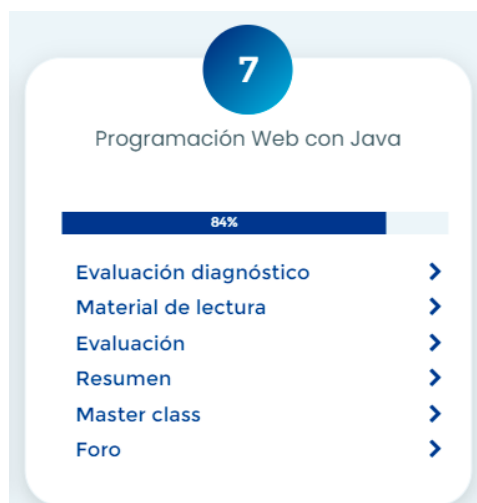 7
Programación Web con Java
84%
Evaluación diagnóstico
Material de lectura
Evaluación
Resumen
Master class
Foro